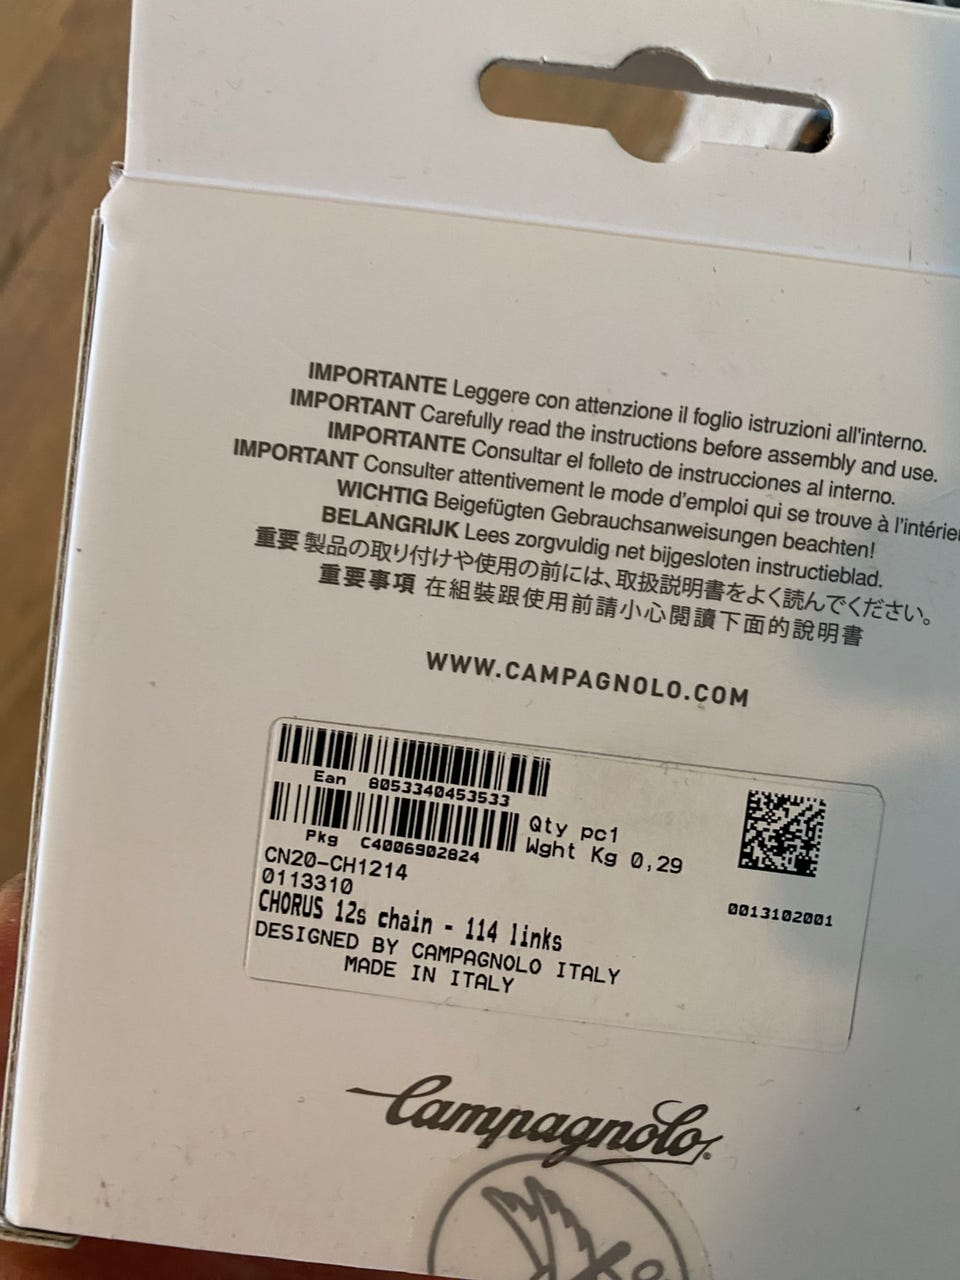 IMPORTANTE Leggere con attenzione il foglio istruzioni all'interno.
IMPORTANT Carefully read the instructions before assembly and use.
IMPORTANTE Consultar el folleto de instrucciones al interno.
IMPORTANT Consulter attentivement le mode d'emploi qui se trouve à l'intérie
WICHTIG Beigefügten Gebrauchsanweisungen beachten!
BELANGRIJK Lees zorgvuldig net bijgesloten instructieblad.
重要 製品の取り付けや使用の前には、取扱説明書をよく読んでください。
重要事項 在組裝跟使用前請小心閱讀下面的說明書
WWW.CAMPAGNOLO.COM
Ean 8053340453533
Pkg C4006902824
Qty pc1
Wght Kg 0,29
CN20-CH1214
0113310
0013102001
CHORUS 12s chain - 114 links
DESIGNED BY CAMPAGNOLO ITALY
MADE IN ITALY
Campagnolo®